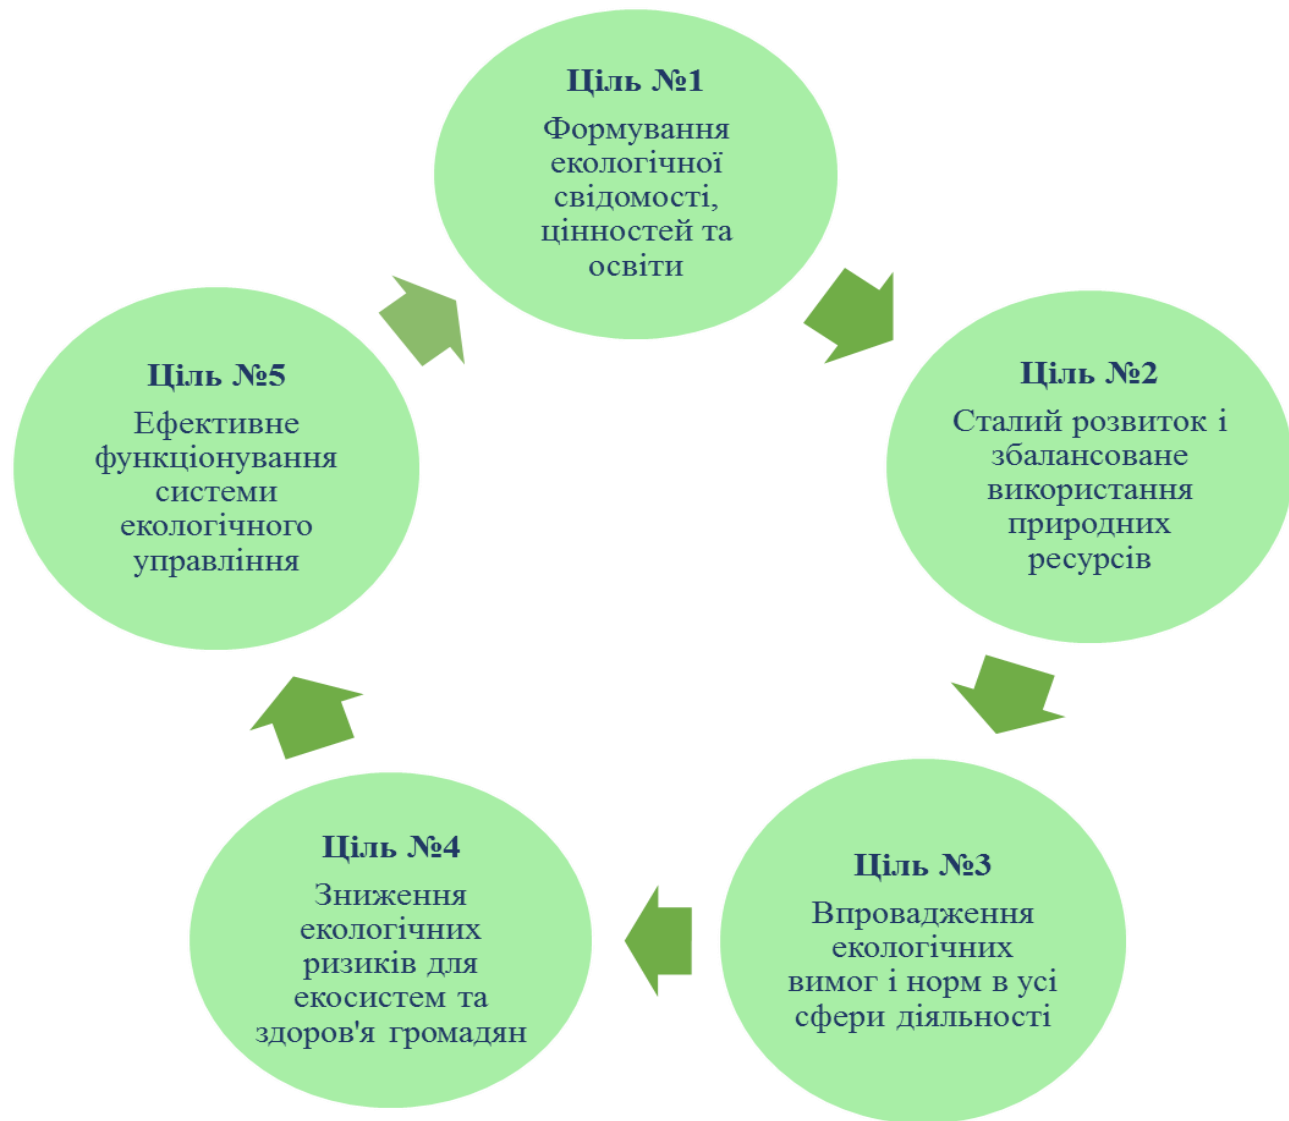 Ціль №1
Формування
екологічної
свідомості,
цінностей та
освіти
Ціль №2
Сталий розвиток і
збалансоване
використання
природних
ресурсів
Ціль №3
Впровадження
екологічних
вимог і норм в усі
сфери діяльності
Ціль №4
Зниження
екологічних
ризиків для
екосистем та
здоров'я громадян
Ціль №5
Ефективне
функціонування
системи
екологічного
управління